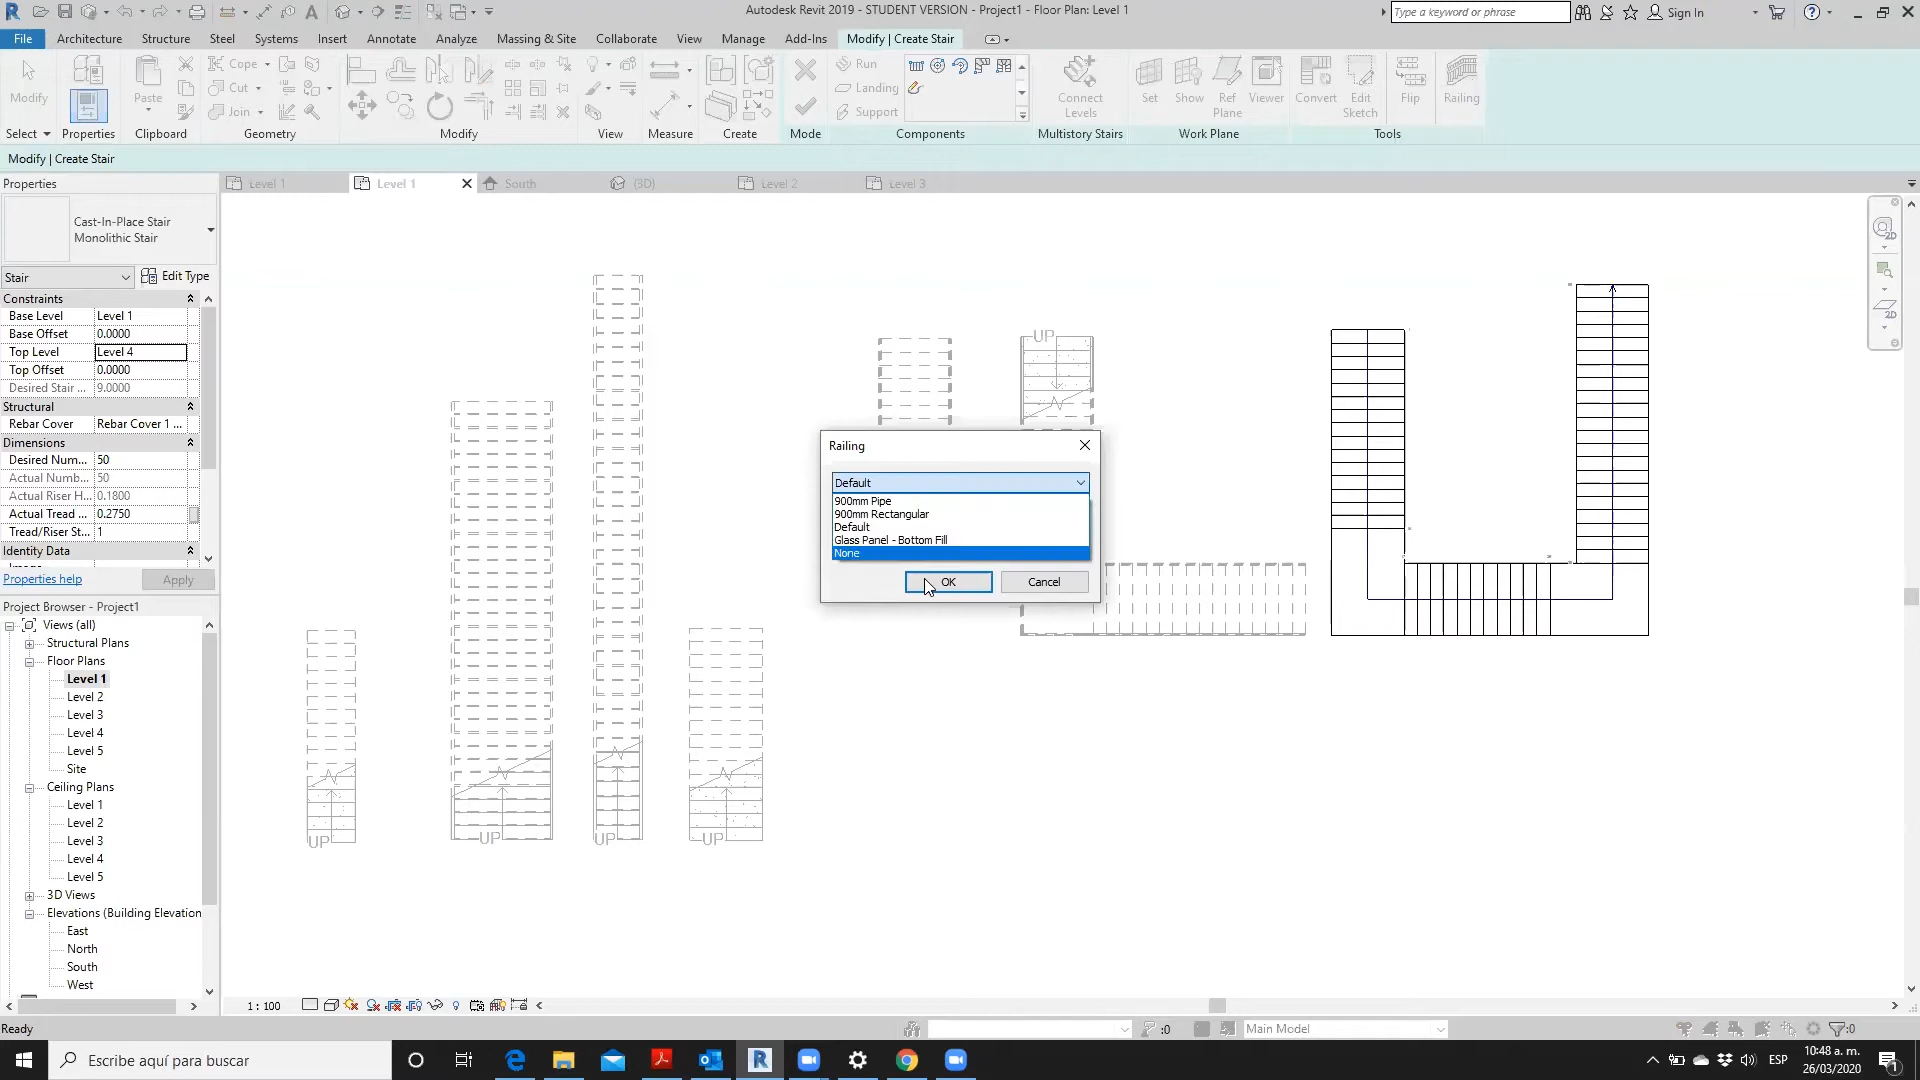 Autodesk Revit 2019 - STUDENT VERSION - Project1 - Floor Plan: Level 1
Type a keyword or phrase
Sign In
File Architecture Structure Steel Systems Insert Annotate Analyze Massing & Site Collaborate View Manage Add-Ins Modify | Create Stair
Modify
Properties
Paste
Cope
Cut
Join
Run
Landing
Support
Connect
Levels
Set Show Ref
Plane
Viewer
Convert Edit
Sketch
Flip Railing
Select Properties Clipboard Geometry Modify View Measure Create Mode Components Multistory Stairs Work Plane Tools
Modify | Create Stair
Properties
Level 1 Level 1 South {3D} Level 2 Level 3
Cast-In-Place Stair
Monolithic Stair
Stair Edit Type
Constraints
Base Level Level 1
Base Offset 0.0000
Top Level Level 4
Top Offset 0.0000
Desired Stair ... 9.0000
Structural
Rebar Cover Rebar Cover 1 ...
Dimensions
Desired Num... 50
Actual Numb... 50
Actual Riser H... 0.1800
Actual Tread ... 0.2750
Tread/Riser St... 1
Identity Data
Properties help Apply
Project Browser - Project1
Views (all)
Structural Plans
Floor Plans
Level 1
Level 2
Level 3
Level 4
Level 5
Site
Ceiling Plans
Level 1
Level 2
Level 3
Level 4
Level 5
3D Views
Elevations (Building Elevation
East
North
South
West
UP
UP
UP
UP
UP
Railing
Default
900mm Pipe
900mm Rectangular
Default
Glass Panel - Bottom Fill
None
OK Cancel
2D
2D
1 : 100
Ready
:0
Main Model
:0
Escribe aquí para buscar
ESP
10:48 a. m.
26/03/2020
1